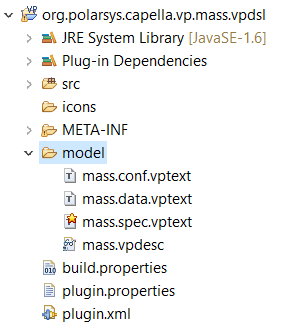 org.polarsys.capella.vp.mass.vpdsl
JRE System Library [JavaSE-1.6]
Plug-in Dependencies
src
icons
META-INF
model
mass.conf.vptext
mass.data.vptext
mass.spec.vptext
mass.vpdesc
build.properties
plugin.properties
plugin.xml